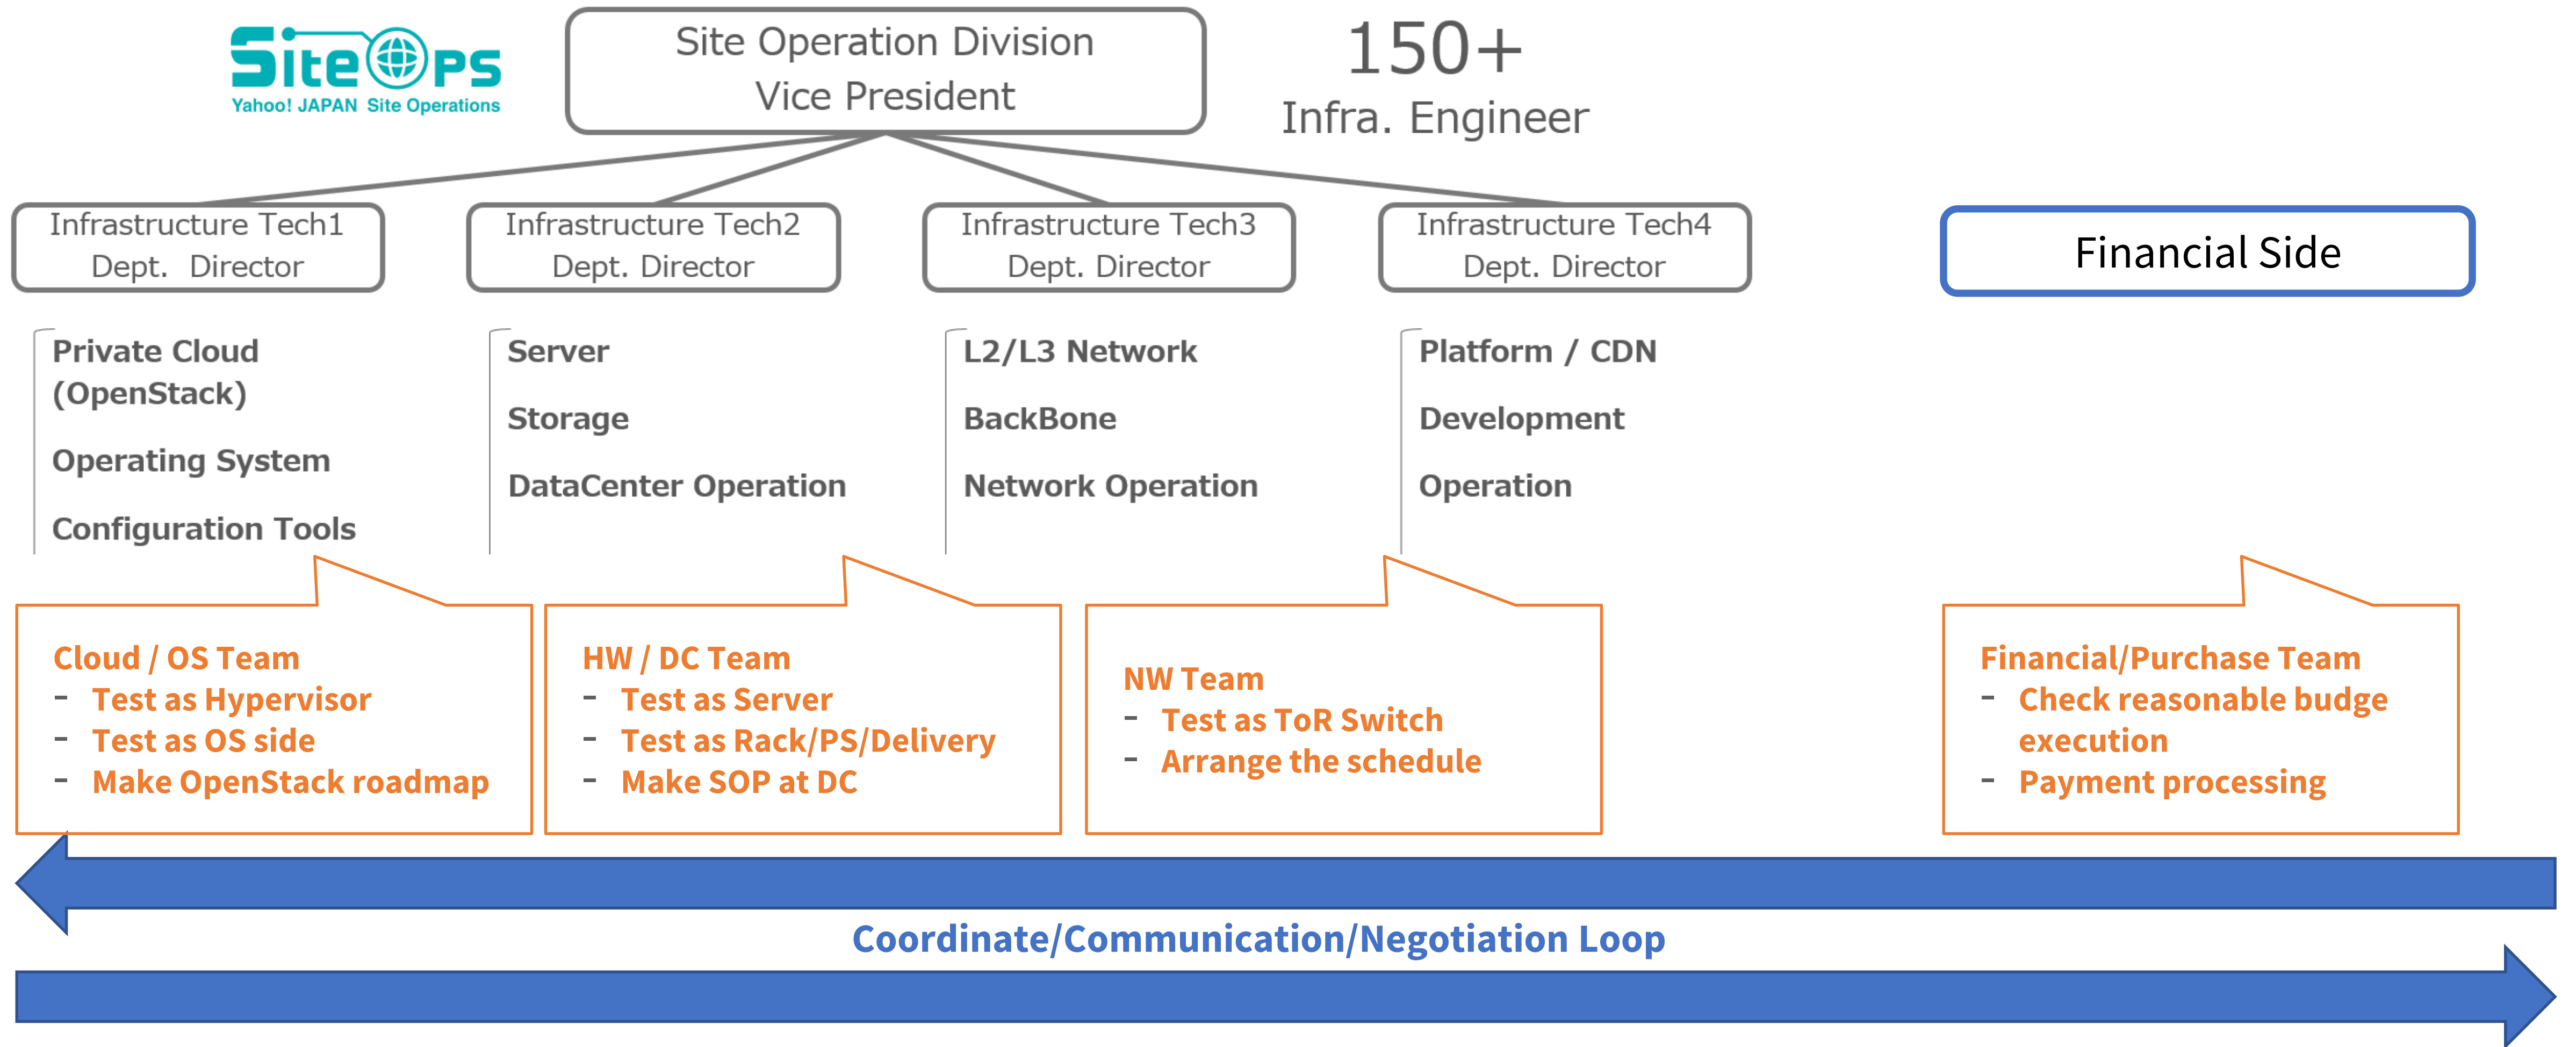 SiteOps
Yahoo! JAPAN Site Operations
Site Operation Division
Vice President
150+
Infra. Engineer
Infrastructure Tech1
Dept. Director
Infrastructure Tech2
Dept. Director
Infrastructure Tech3
Dept. Director
Infrastructure Tech4
Dept. Director
Financial Side
Private Cloud
(OpenStack)
Operating System
Configuration Tools
Server
Storage
DataCenter Operation
L2/L3 Network
BackBone
Network Operation
Platform / CDN
Development
Operation
Cloud / OS Team
- Test as Hypervisor
- Test as OS side
- Make OpenStack roadmap
HW / DC Team
- Test as Server
- Test as Rack/PS/Delivery
- Make SOP at DC
NW Team
- Test as ToR Switch
- Arrange the schedule
Financial/Purchase Team
- Check reasonable budge
execution
- Payment processing
Coordinate/Communication/Negotiation Loop